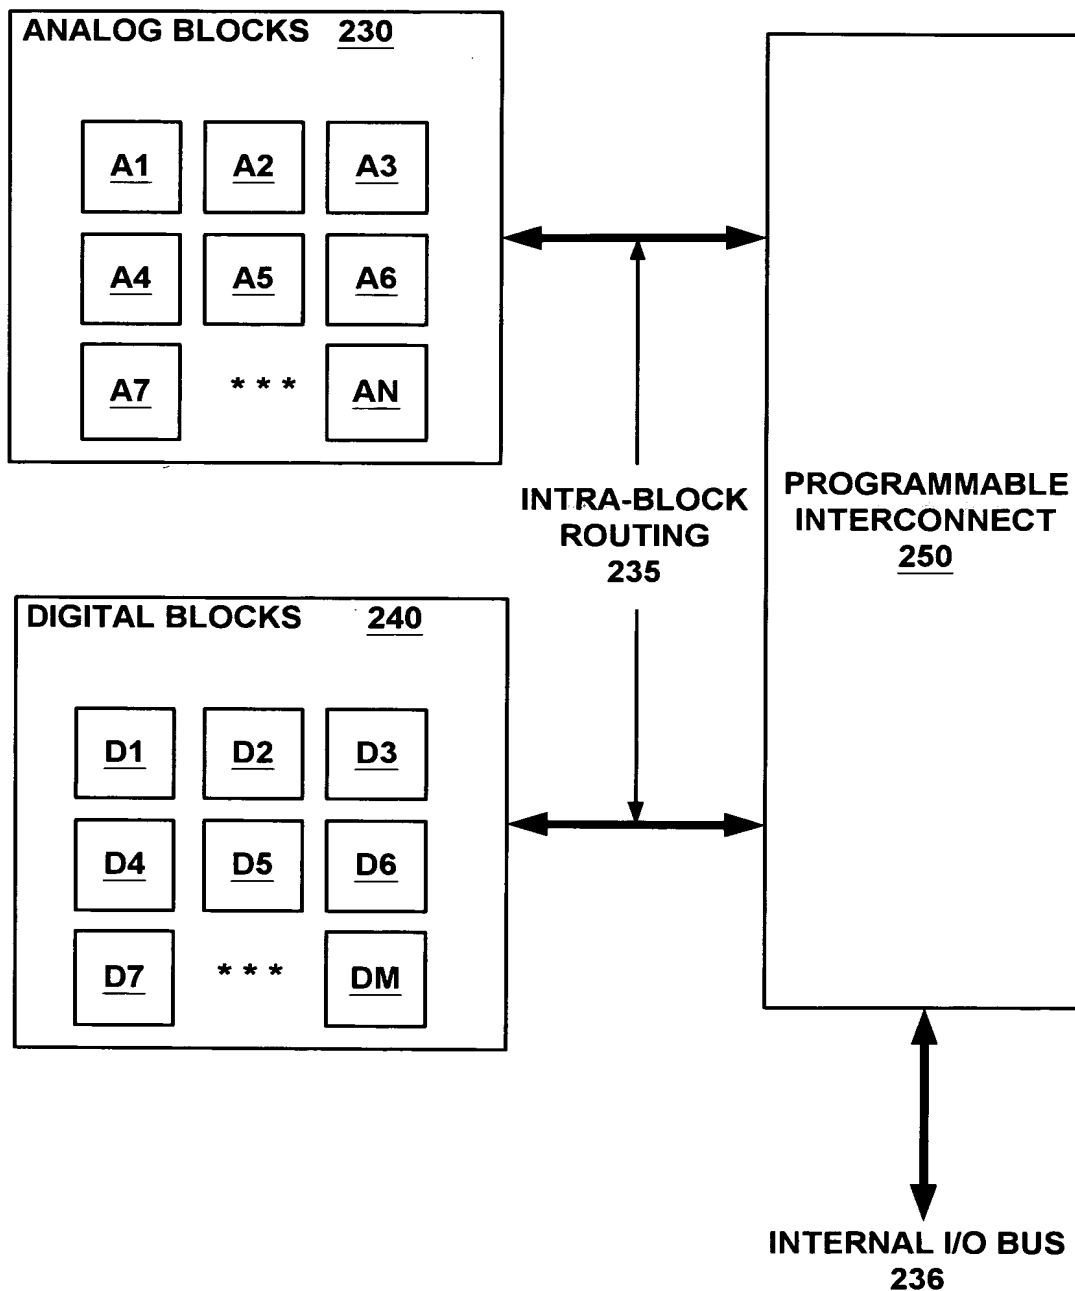 ANALOG BLOCKS 230
A1 A2 A3
A4 A5 A6
A7 * * * AN
INTRA-BLOCK
ROUTING
235
PROGRAMMABLE
INTERCONNECT
250
DIGITAL BLOCKS 240
D1 D2 D3
D4 D5 D6
D7 * * * DM
INTERNAL I/O BUS
236